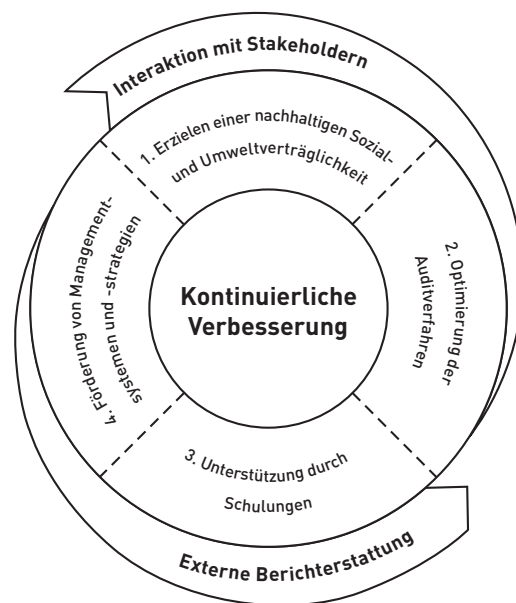 Interaktion mit Stakeholdern
1. Erzielen einer nachhaltigen Sozial-
und Umweltverträglichkeit
2. Optimierung der
Auditverfahren
3. Unterstützung durch
Schulungen
4. Förderung von Management-
systemen und -strategien
Kontinuierliche
Verbesserung
Externe Berichterstattung